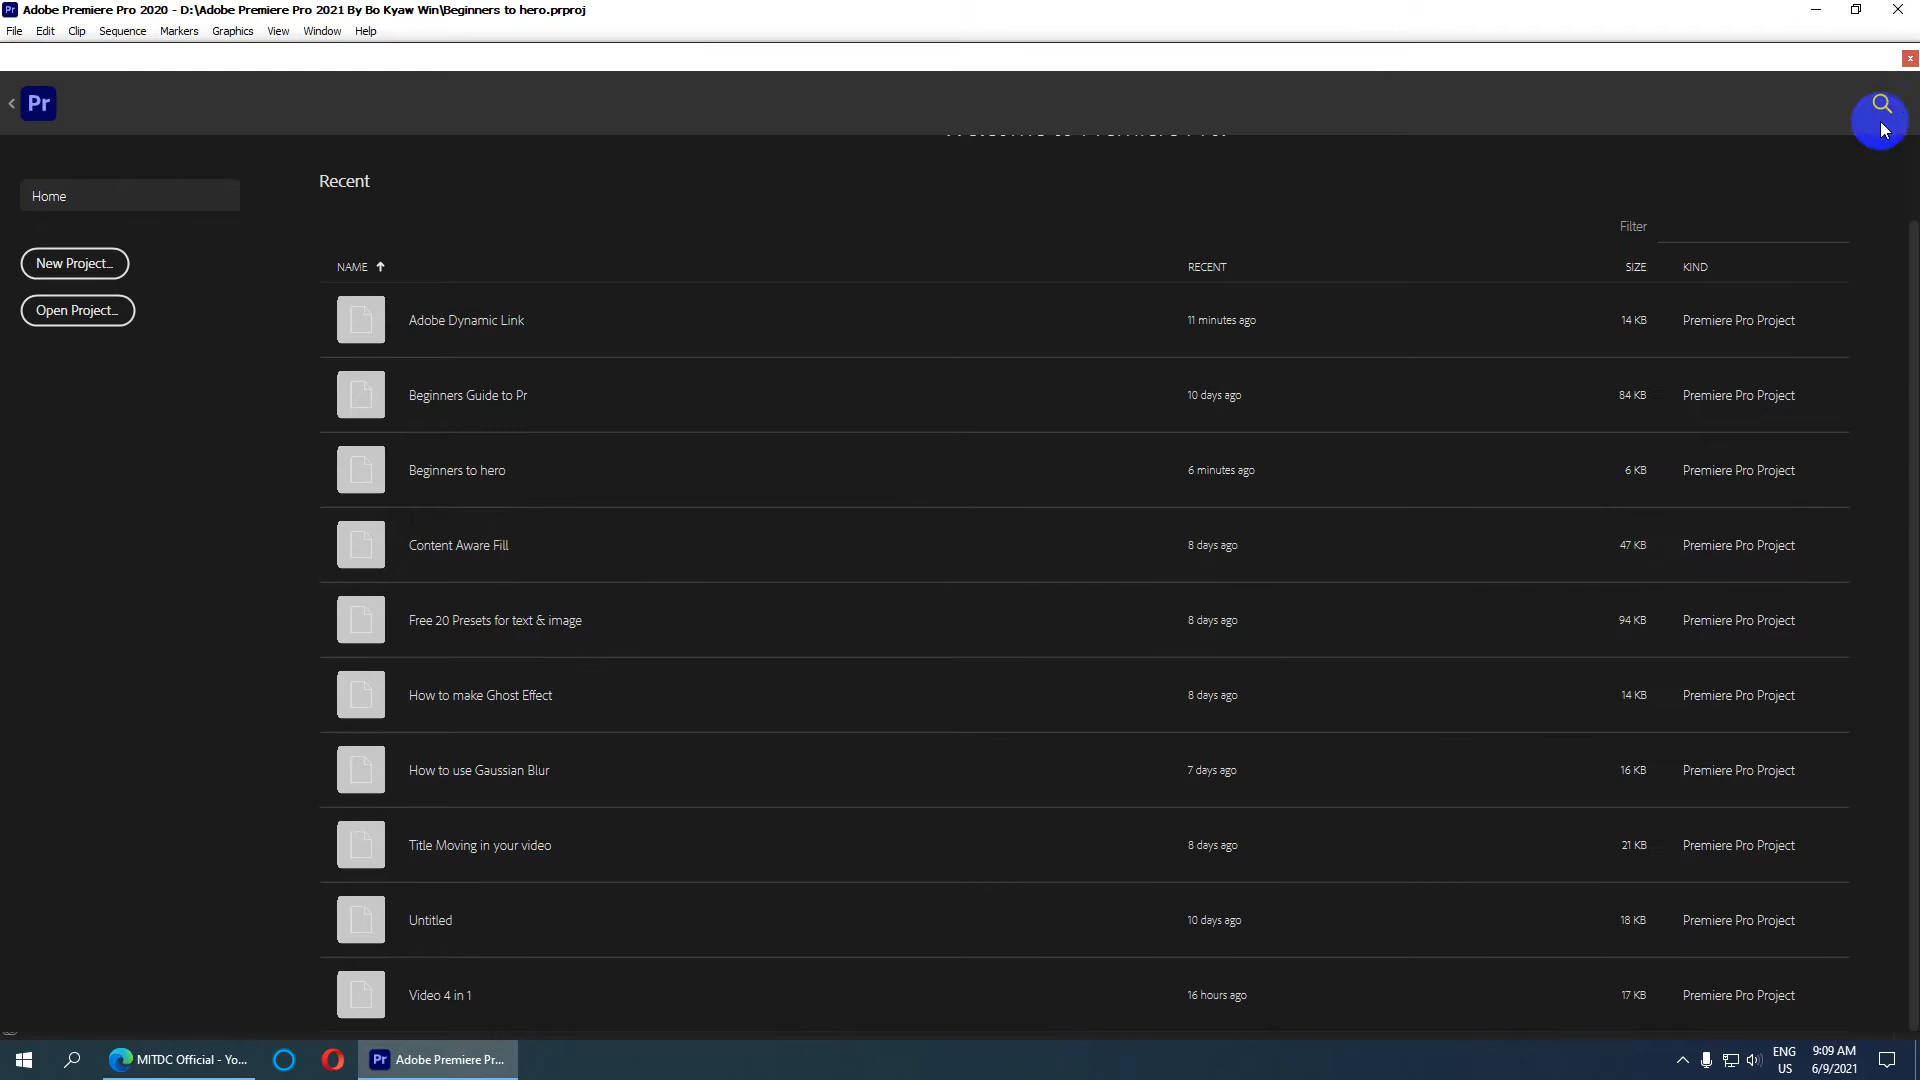 Adobe Premiere Pro 2020 - D:\Adobe Premiere Pro 2021 By Bo Kyaw Win\Beginners to hero.prproj
File Edit Clip Sequence Markers Graphics View Window Help
Pr
Welcome to Premiere Pro!
Home
Recent
New Project...
Open Project...
Filter
NAME RECENT SIZE KIND
Adobe Dynamic Link 11 minutes ago 14 KB Premiere Pro Project
Beginners Guide to Pr 10 days ago 84 KB Premiere Pro Project
Beginners to hero 6 minutes ago 6 KB Premiere Pro Project
Content Aware Fill 8 days ago 47 KB Premiere Pro Project
Free 20 Presets for text & image 8 days ago 94 KB Premiere Pro Project
How to make Ghost Effect 8 days ago 14 KB Premiere Pro Project
How to use Gaussian Blur 7 days ago 16 KB Premiere Pro Project
Title Moving in your video 8 days ago 21 KB Premiere Pro Project
Untitled 10 days ago 18 KB Premiere Pro Project
Video 4 in 1 16 hours ago 17 KB Premiere Pro Project
MITDC Official - Yo... Pr Adobe Premiere Pr... ENG 9:09 AM
US 6/9/2021